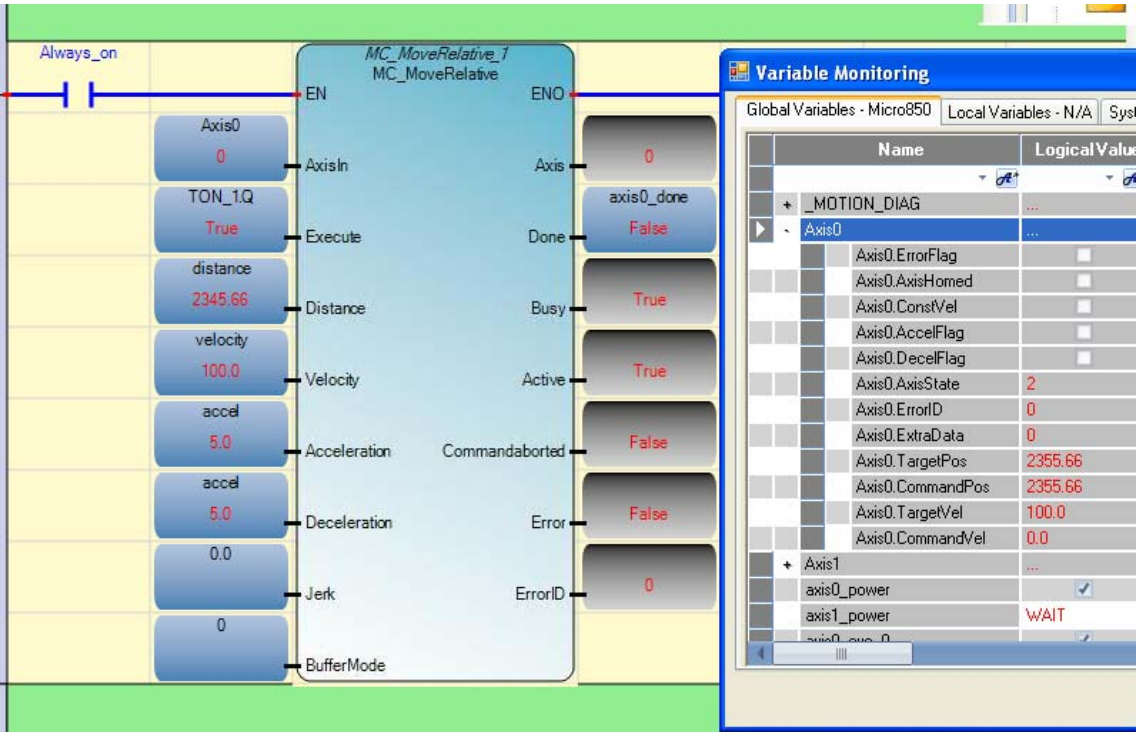 Always_on
MC_MoveRelative_1
MC_MoveRelative
EN ENO
Axis0
0 AxisIn Axis 0
TON_1.Q axis0_done
True Execute Done False
distance
2345.66 Distance Busy True
velocity
100.0 Velocity Active True
accel
5.0 Acceleration Commandaborted False
accel
5.0 Deceleration Error False
0.0
Jerk ErrorID 0
0
BufferMode
Variable Monitoring
Global Variables - Micro850 Local Variables - N/A Syst
Name Logical Value
+ _MOTION_DIAG ...
- Axis0 ...
Axis0.ErrorFlag
Axis0.AxisHomed
Axis0.ConstVel
Axis0.AccelFlag
Axis0.DecelFlag
Axis0.AxisState 2
Axis0.ErrorID 0
Axis0.ExtraData 0
Axis0.TargetPos 2355.66
Axis0.CommandPos 2355.66
Axis0.TargetVel 100.0
Axis0.CommandVel 0.0
+ Axis1 ...
axis0_power
axis1_power WAIT